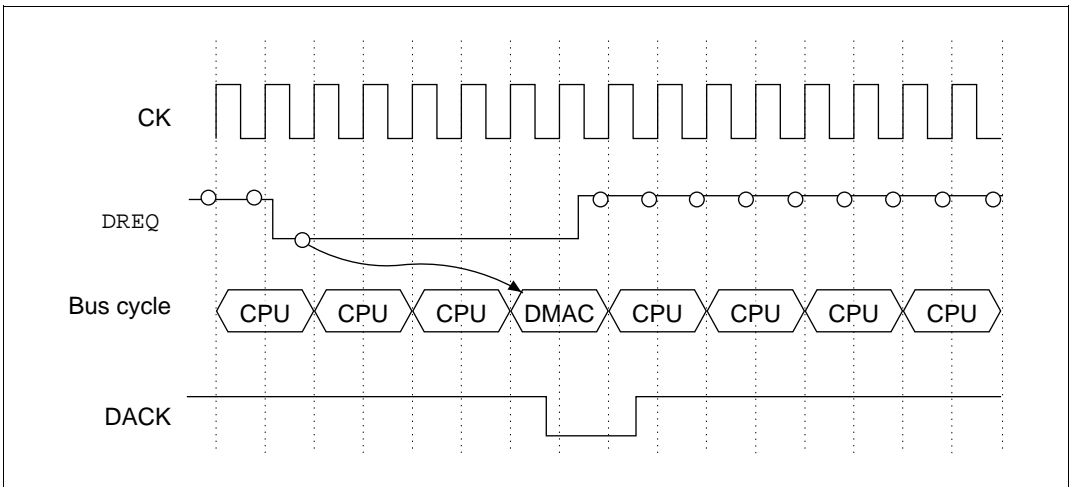 CK
DREQ
Bus cycle CPU CPU CPU DMAC CPU CPU CPU CPU
DACK